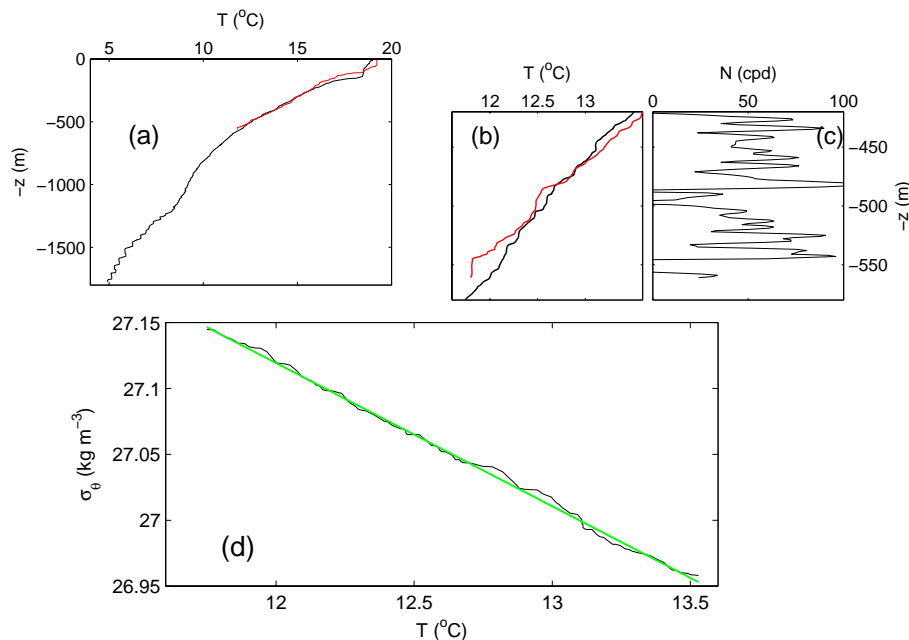 T (°C)
5 10 15 20
0
−500
−1000
−1500
−z (m)
(a)
T (°C)
12 12.5 13
(b)
N (cpd)
0 50 100
(c)
−450
−500
−550
−z (m)
27.15
27.1
27.05
27
26.95
σθ (kg m⁻³)
(d)
12 12.5 13 13.5
T (°C)